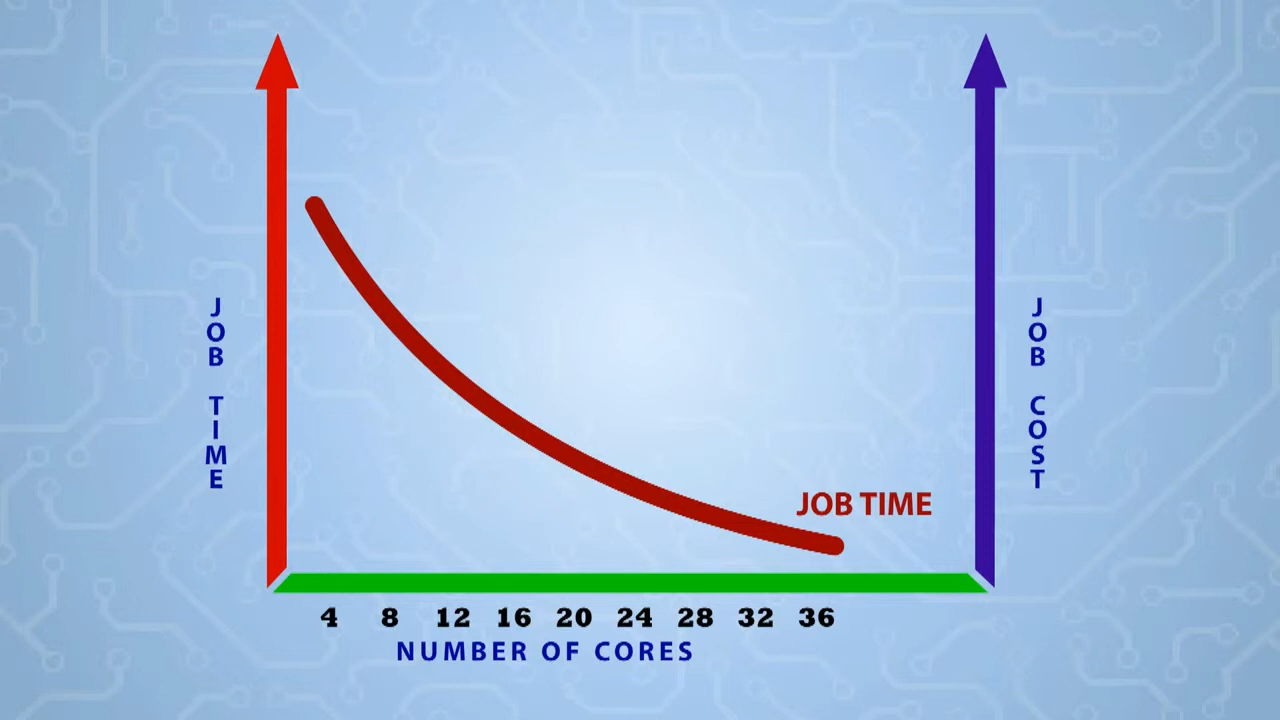 JOB TIME
JOB COST
JOB TIME
4 8 12 16 20 24 28 32 36
NUMBER OF CORES